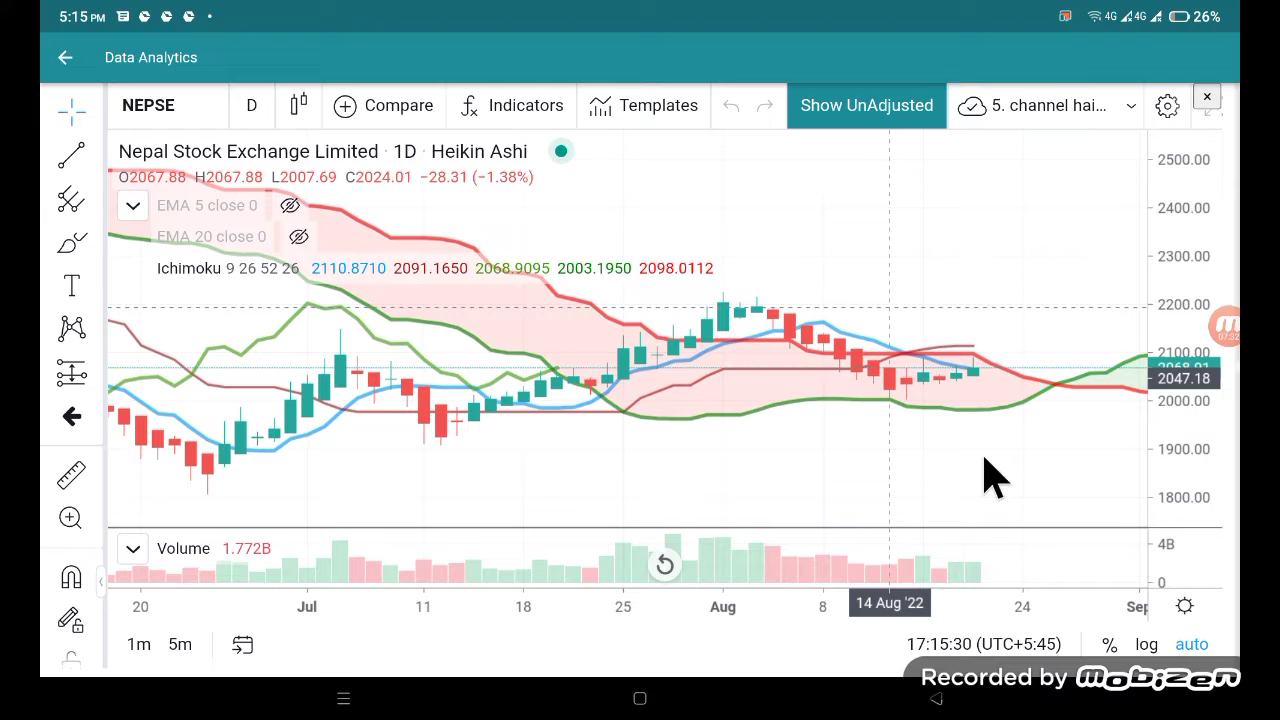 5:15 PM 4G 4G 26%
Data Analytics
NEPSE D Compare Indicators Templates Show UnAdjusted 5. channel hai...
Nepal Stock Exchange Limited · 1D · Heikin Ashi
O2067.88 H2067.88 L2007.69 C2024.01 −28.31 (−1.38%)
EMA 5 close 0
EMA 20 close 0
Ichimoku 9 26 52 26 2110.8710 2091.1650 2068.9095 2003.1950 2098.0112
2500.00
2400.00
2300.00
2200.00
07:32
2100.00
2047.18
2000.00
1900.00
1800.00
Volume 1.772B
4B
0
20 Jul 11 18 25 Aug 8 14 Aug '22 24 Sep
1m 5m 17:15:30 (UTC+5:45) % log auto
Recorded by MOBIZEN